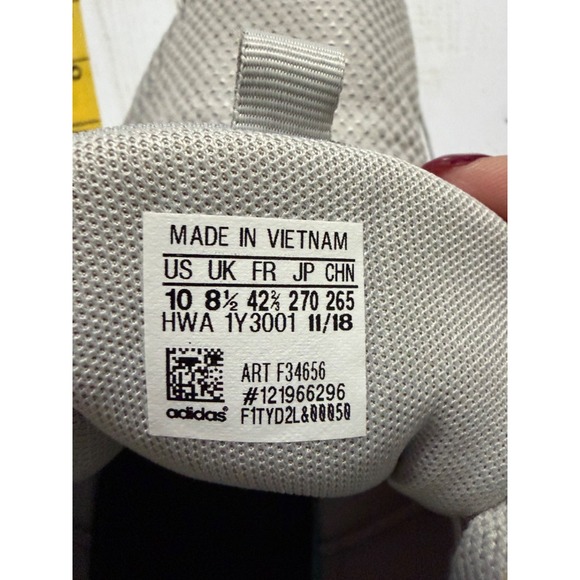 MADE IN VIETNAM
US UK FR JP CHN
10 8½ 42⅔ 270 265
HWA 1Y3001 11/18
ART F34656
#121966296
adidas® F1TYD2L&00050